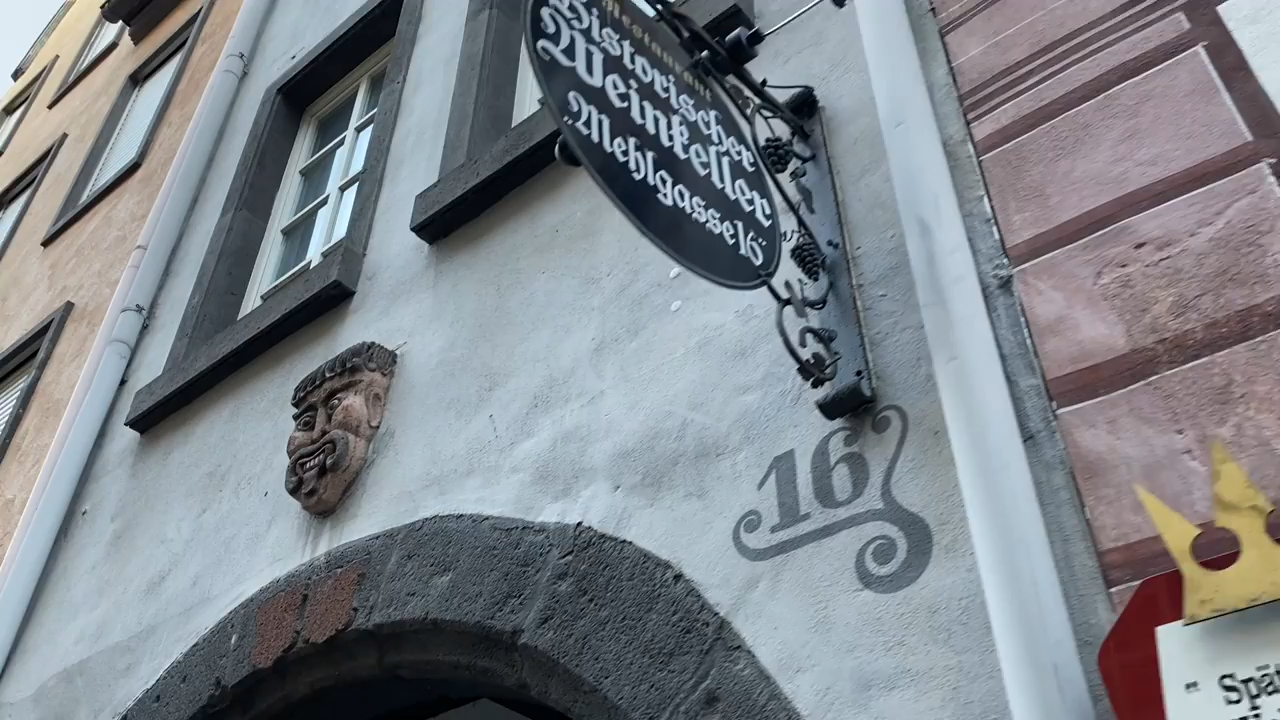 Restaurant
Historischer
Weinkeller
„Mehlgasse 16"
16
" Spä